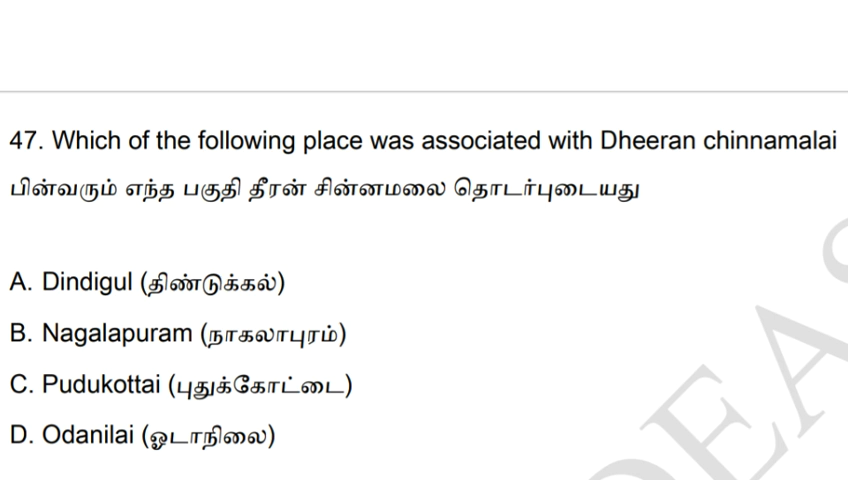 47. Which of the following place was associated with Dheeran chinnamalai
பின்வரும் எந்த பகுதி தீரன் சின்னமலை தொடர்புடையது
A. Dindigul (திண்டுக்கல்)
B. Nagalapuram (நாகலாபுரம்)
C. Pudukottai (புதுக்கோட்டை)
D. Odanilai (ஓடாநிலை)